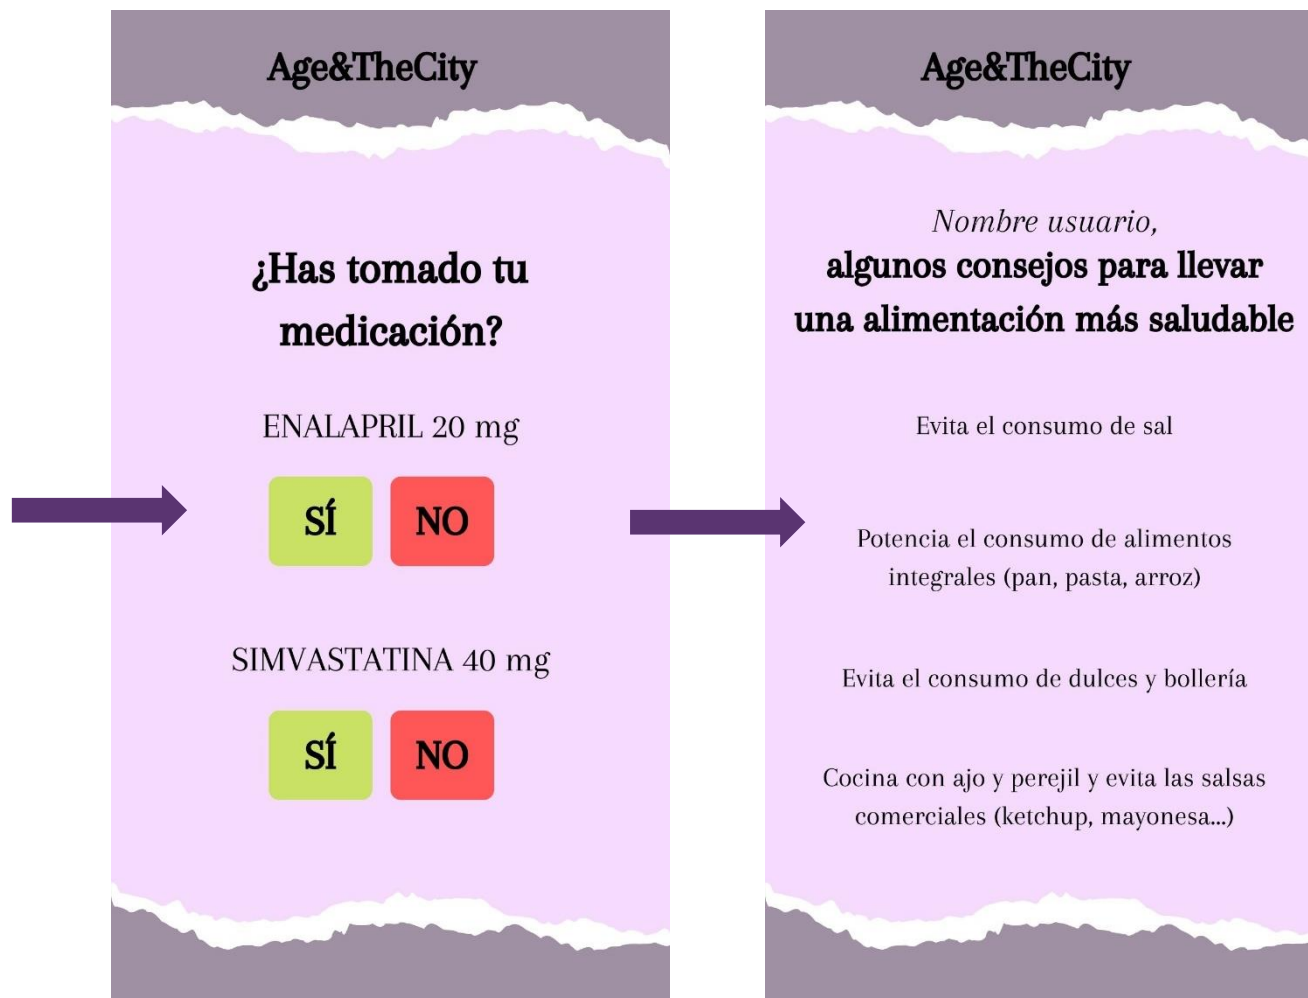 Age&TheCity
¿Has tomado tu
medicación?
ENALAPRIL 20 mg
SÍ NO
SIMVASTATINA 40 mg
SÍ NO
Age&TheCity
Nombre usuario,
algunos consejos para llevar
una alimentación más saludable
Evita el consumo de sal
Potencia el consumo de alimentos
integrales (pan, pasta, arroz)
Evita el consumo de dulces y bollería
Cocina con ajo y perejil y evita las salsas
comerciales (ketchup, mayonesa...)